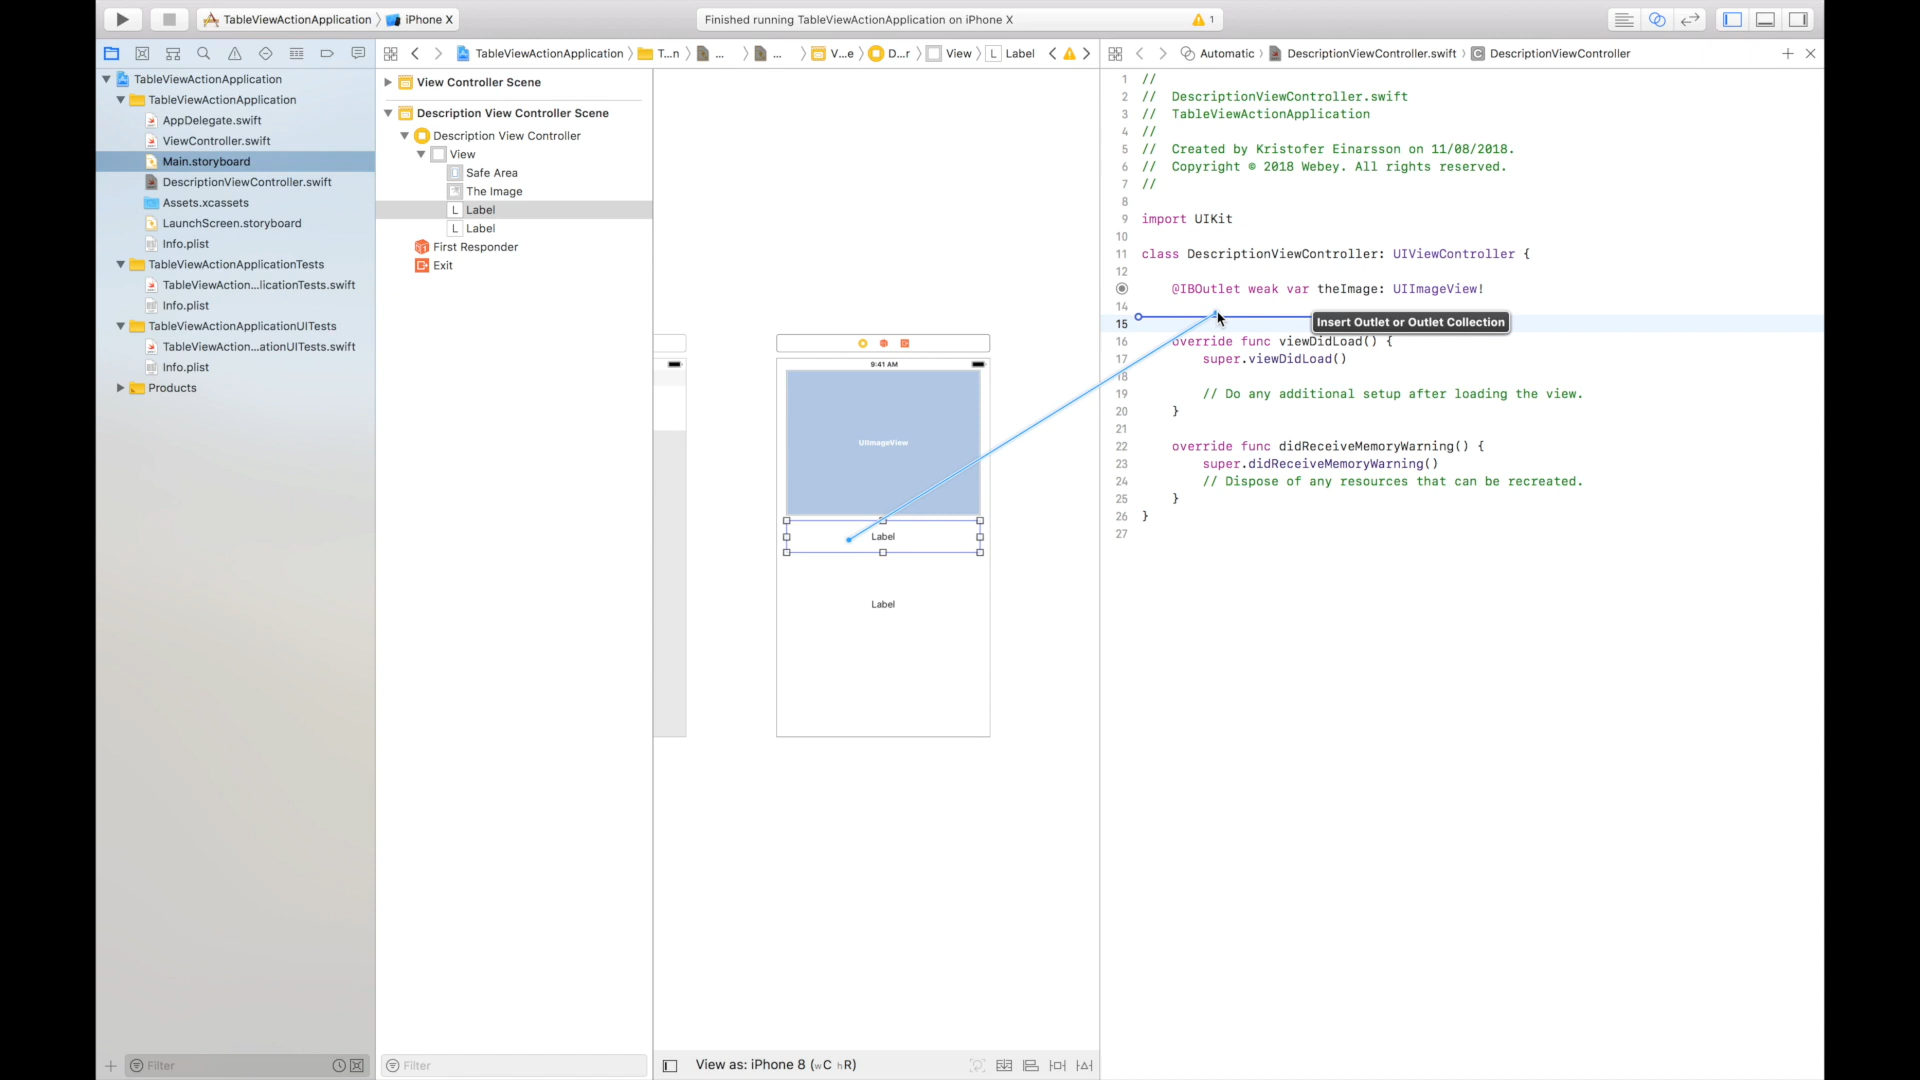 TableViewActionApplication
iPhone X
Finished running TableViewActionApplication on iPhone X
1
TableViewActionApplication
T...n
...
...
V...e
D...r
View
Label
Automatic
DescriptionViewController.swift
DescriptionViewController
TableViewActionApplication
TableViewActionApplication
AppDelegate.swift
ViewController.swift
Main.storyboard
DescriptionViewController.swift
Assets.xcassets
LaunchScreen.storyboard
Info.plist
TableViewActionApplicationTests
TableViewAction...licationTests.swift
Info.plist
TableViewActionApplicationUITests
TableViewAction...ationUITests.swift
Info.plist
Products
Filter
View Controller Scene
Description View Controller Scene
Description View Controller
View
Safe Area
The Image
L Label
L Label
First Responder
Exit
Filter
9:41 AM
UIImageView
Label
Label
View as: iPhone 8 (wC hR)
1 //
2 // DescriptionViewController.swift
3 // TableViewActionApplication
4 //
5 // Created by Kristofer Einarsson on 11/08/2018.
6 // Copyright © 2018 Webey. All rights reserved.
7 //
8
9 import UIKit
10
11 class DescriptionViewController: UIViewController {
12
@IBOutlet weak var theImage: UIImageView!
14
15
Insert Outlet or Outlet Collection
16 override func viewDidLoad() {
17 super.viewDidLoad()
18
19 // Do any additional setup after loading the view.
20 }
21
22 override func didReceiveMemoryWarning() {
23 super.didReceiveMemoryWarning()
24 // Dispose of any resources that can be recreated.
25 }
26 }
27